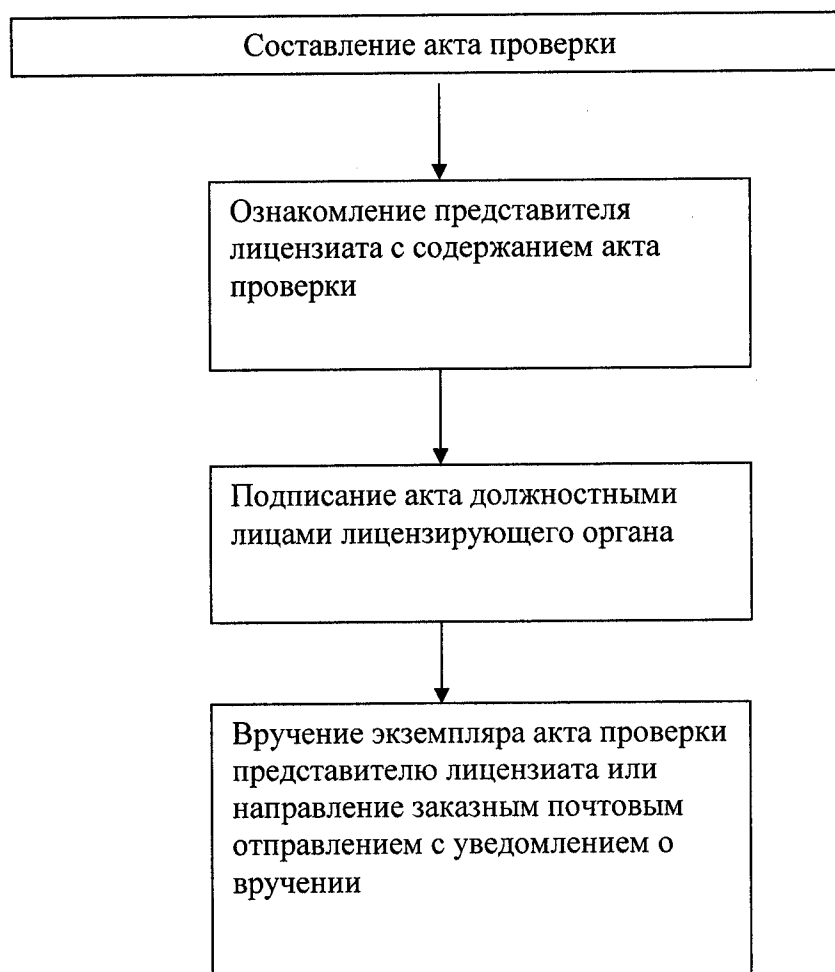 Составление акта проверки
Ознакомление представителя
лицензиата с содержанием акта
проверки
Подписание акта должностными
лицами лицензирующего органа
Вручение экземпляра акта проверки
представителю лицензиата или
направление заказным почтовым
отправлением с уведомлением о
вручении